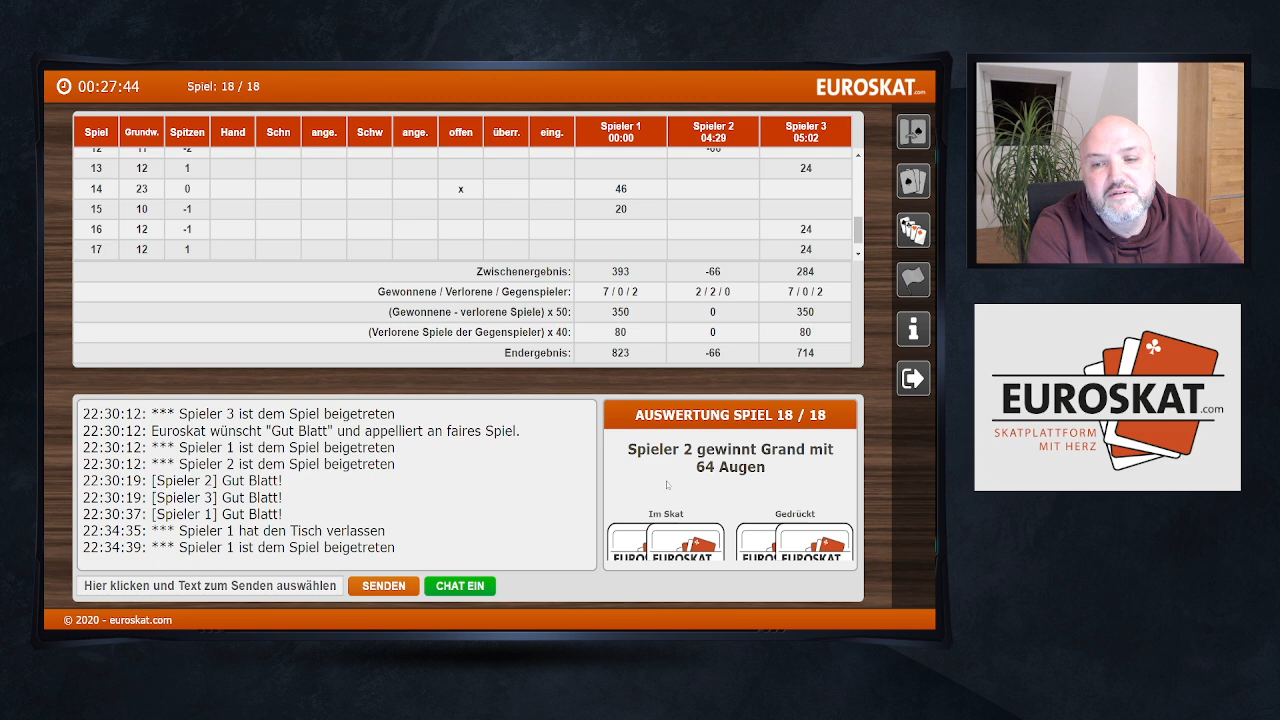 00:27:44 Spiel: 18 / 18 EUROSKAT.com
Spiel Grundw. Spitzen Hand Schn ange. Schw ange. offen überr. eing. Spieler 1 00:00 Spieler 2 04:29 Spieler 3 05:02
12 11 -2 -66
13 12 1 24
14 23 0 x 46
15 10 -1 20
16 12 -1 24
17 12 1 24
Zwischenergebnis: 393 -66 284
Gewonnene / Verlorene / Gegenspieler: 7 / 0 / 2 2 / 2 / 0 7 / 0 / 2
(Gewonnene - verlorene Spiele) x 50: 350 0 350
(Verlorene Spiele der Gegenspieler) x 40: 80 0 80
Endergebnis: 823 -66 714
22:30:12: *** Spieler 3 ist dem Spiel beigetreten
22:30:12: Euroskat wünscht "Gut Blatt" und appelliert an faires Spiel.
22:30:12: *** Spieler 1 ist dem Spiel beigetreten
22:30:12: *** Spieler 2 ist dem Spiel beigetreten
22:30:19: [Spieler 2] Gut Blatt!
22:30:19: [Spieler 3] Gut Blatt!
22:30:37: [Spieler 1] Gut Blatt!
22:34:35: *** Spieler 1 hat den Tisch verlassen
22:34:39: *** Spieler 1 ist dem Spiel beigetreten
Hier klicken und Text zum Senden auswählen SENDEN CHAT EIN
AUSWERTUNG SPIEL 18 / 18
Spieler 2 gewinnt Grand mit
64 Augen
Im Skat Gedrückt
EURO EUROSKAT EURO EUROSKAT
© 2020 - euroskat.com
EUROSKAT.com
SKATPLATTFORM
MIT HERZ